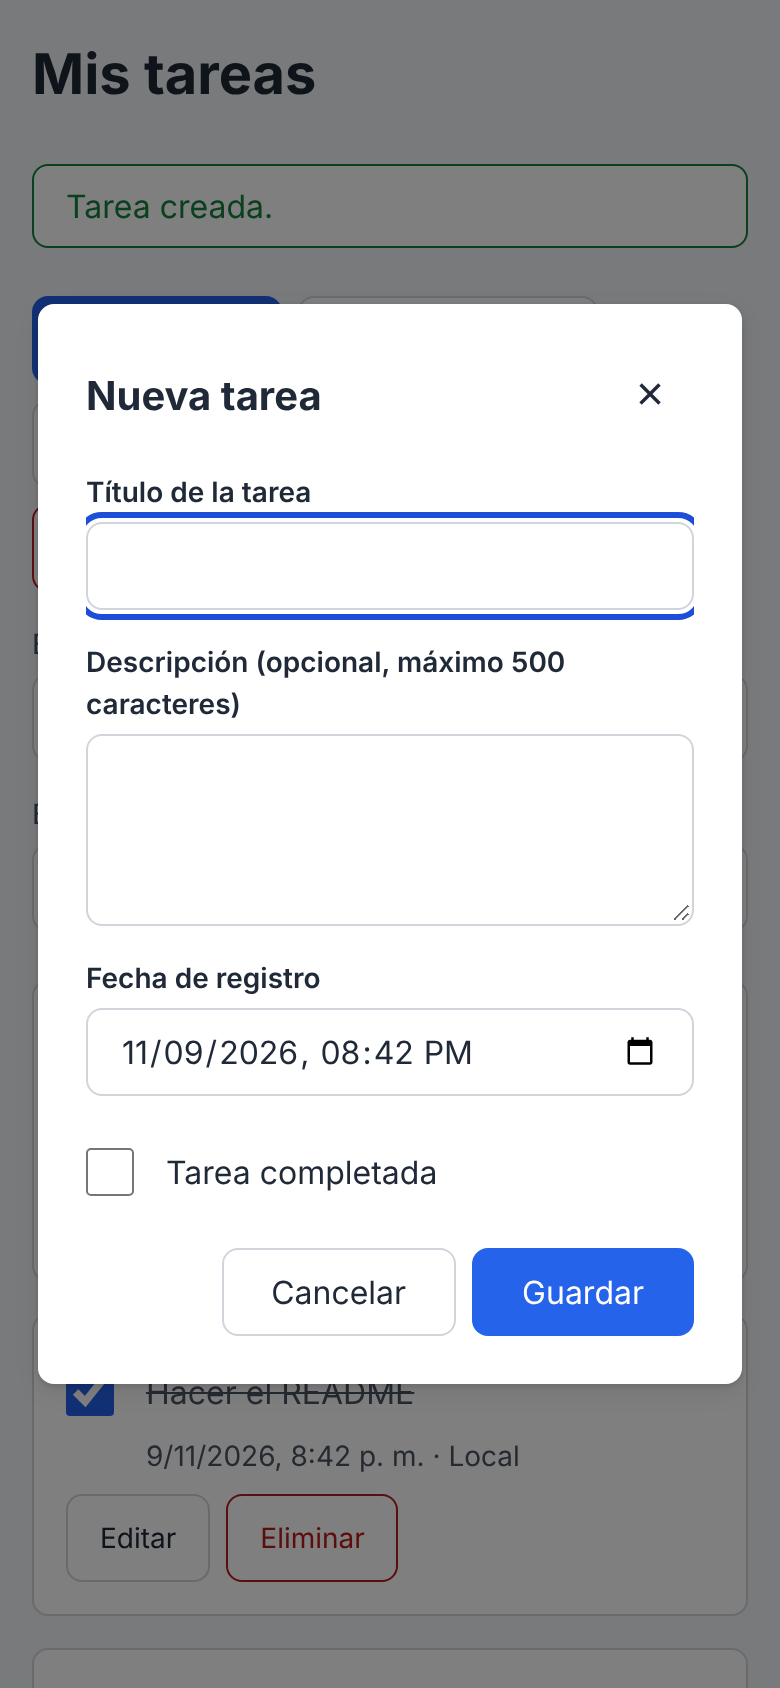 Mis tareas
Tarea creada.
Nueva tarea
Título de la tarea
Descripción (opcional, máximo 500
caracteres)
Fecha de registro
11/09/2026, 08:42 PM
Tarea completada
Cancelar
Guardar
Hacer el README
9/11/2026, 8:42 p. m. · Local
Editar
Eliminar